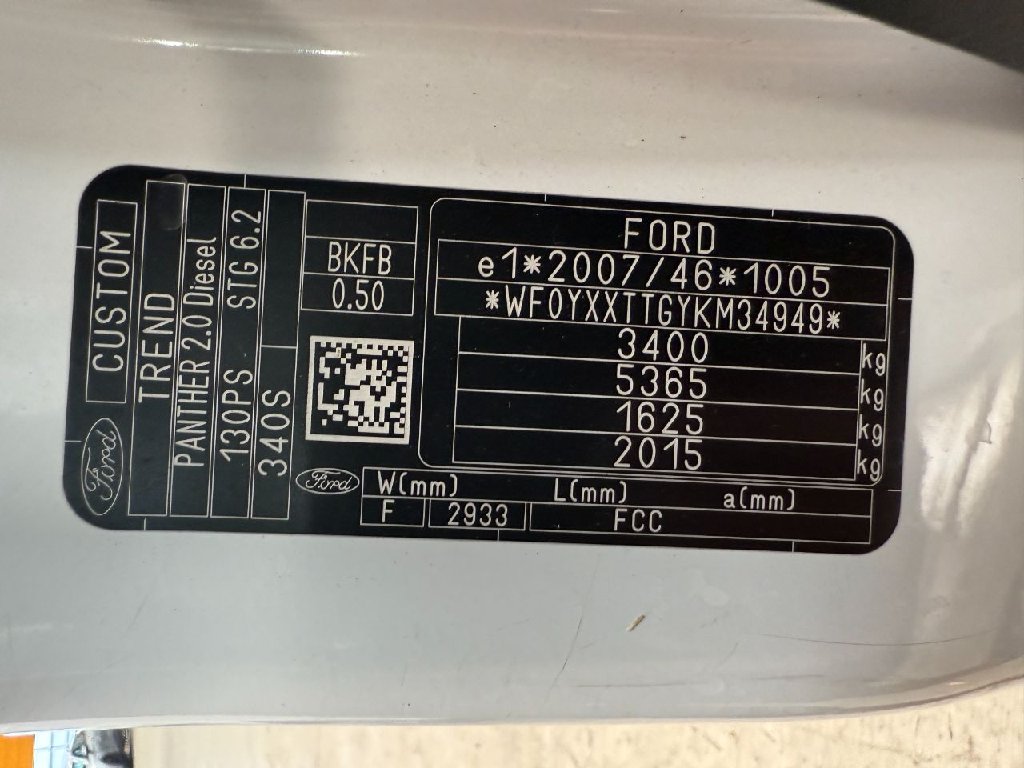 CUSTOM
Ford
TREND
PANTHER 2.0 Diesel
130PS STG 6.2
340S
BKFB
0.50
Ford
FORD
e1*2007/46*1005
*WF0YXXTTGYKM34949*
3400 kg
5365 kg
1625 kg
2015 kg
W(mm) L(mm) a(mm)
F 2933 FCC